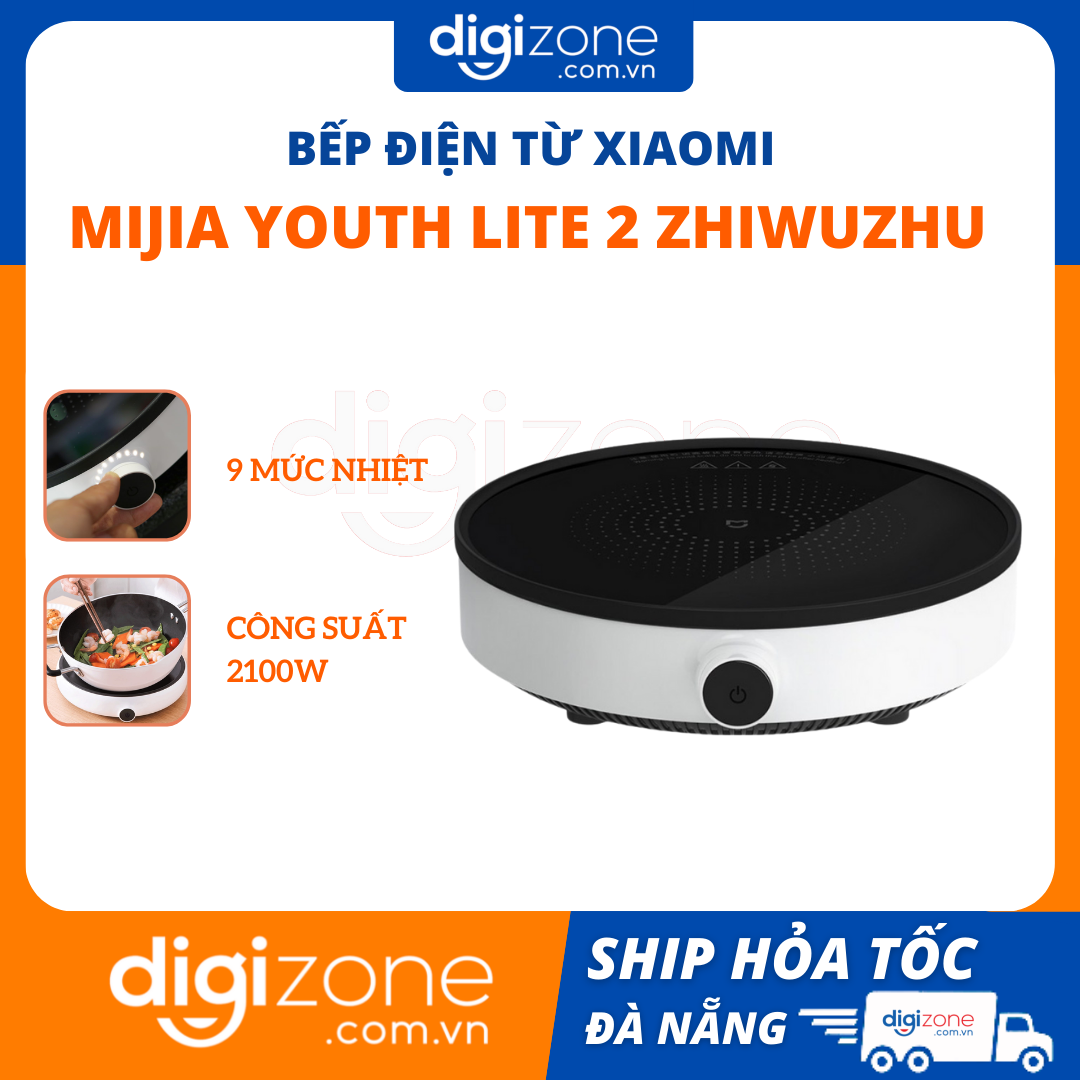 digizone
.com.vn
BẾP ĐIỆN TỪ XIAOMI
MIJIA YOUTH LITE 2 ZHIWUZHU
digizone
9 MỨC NHIỆT
CÔNG SUẤT
2100W
digizone
.com.vn
SHIP HỎA TỐC
ĐÀ NẴNG
digizone
.com.vn